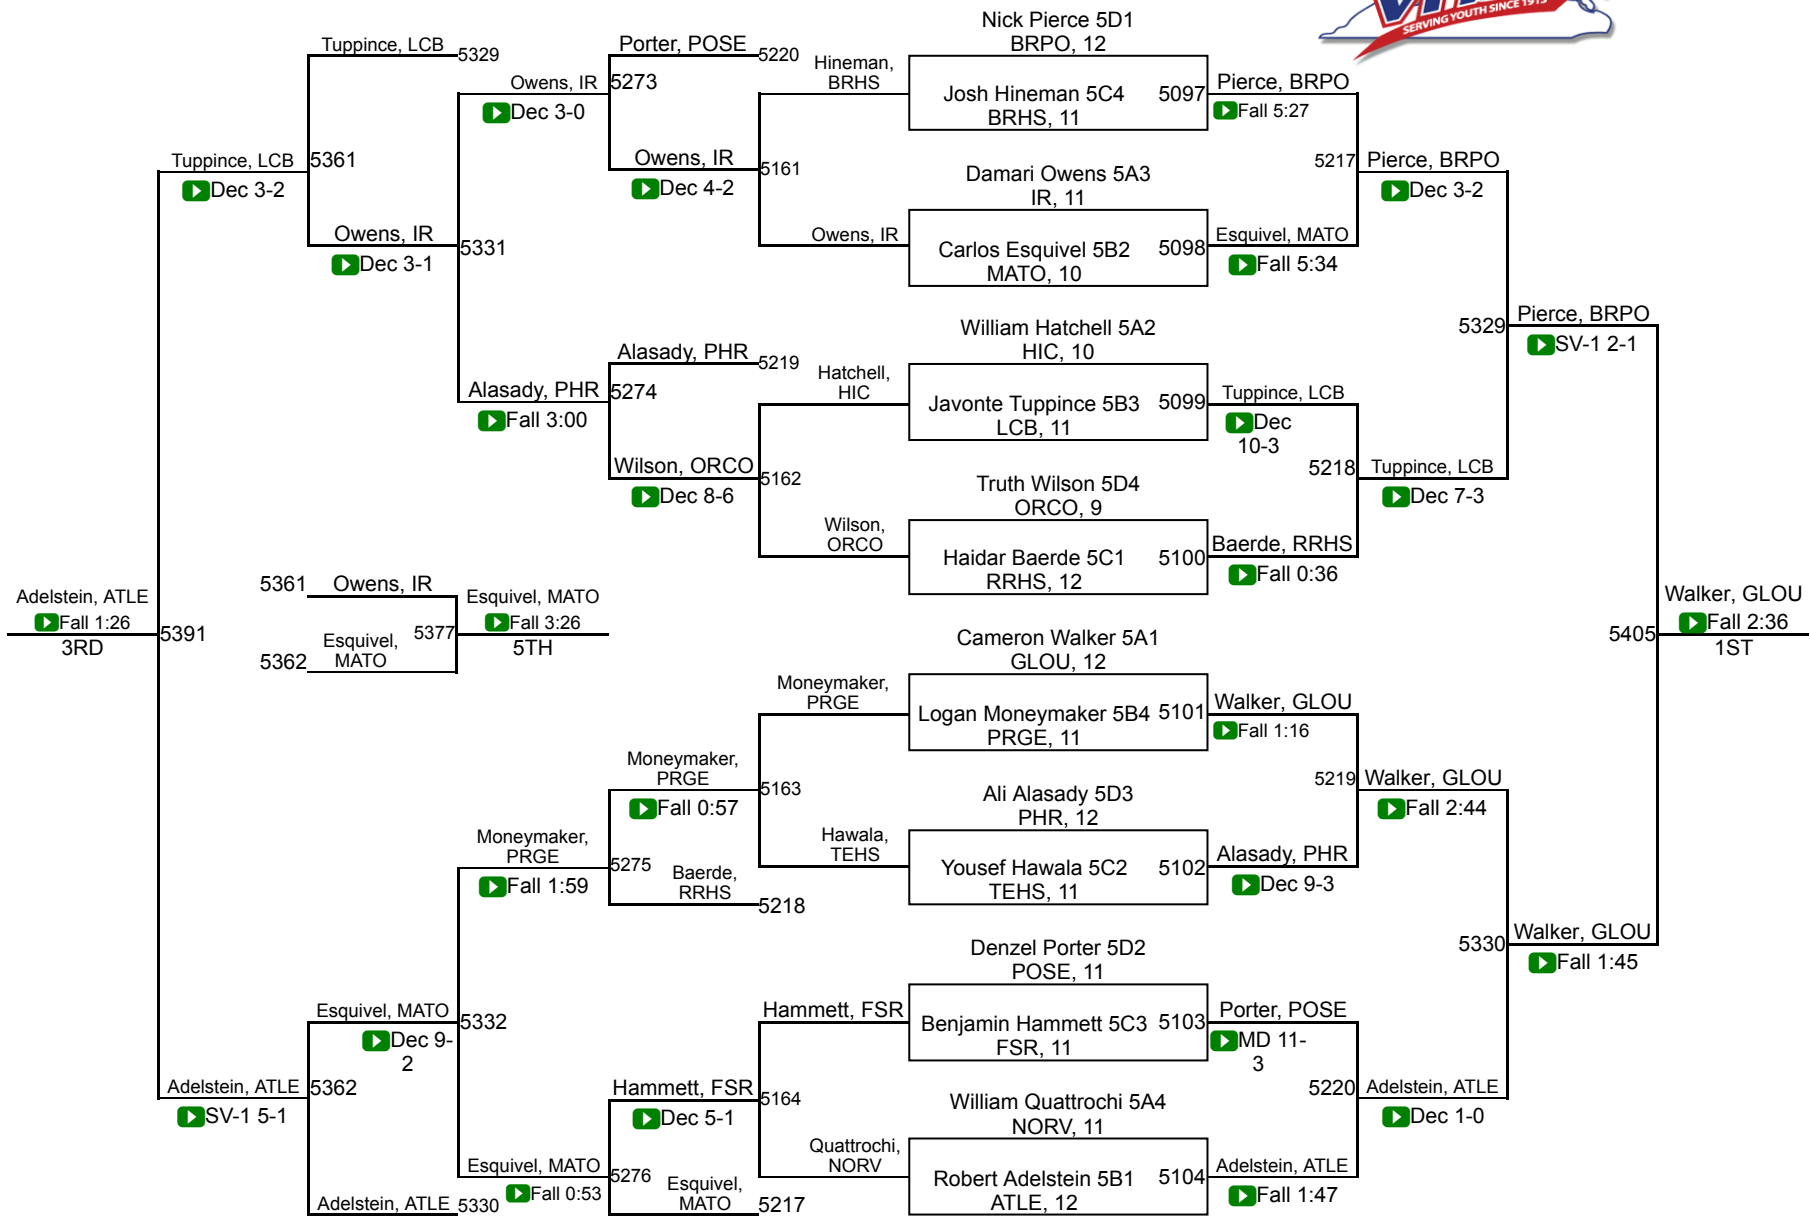 SERVING YOUTH SINCE 1913
Tuppince, LCB
5329
Owens, IR
Dec 3-0
Porter, POSE
5220
5273
Hineman,
BRHS
Nick Pierce 5D1
BRPO, 12
Josh Hineman 5C4
BRHS, 11
5097
Pierce, BRPO
Fall 5:27
Tuppince, LCB
Dec 3-2
5361
Owens, IR
Dec 4-2
5161
Damari Owens 5A3
IR, 11
5217
Pierce, BRPO
Dec 3-2
Owens, IR
Dec 3-1
5331
Owens, IR
Carlos Esquivel 5B2
MATO, 10
5098
Esquivel, MATO
Fall 5:34
William Hatchell 5A2
HIC, 10
5329
Pierce, BRPO
SV-1 2-1
Alasady, PHR
Fall 3:00
Alasady, PHR
5219
5274
Hatchell,
HIC
Javonte Tuppince 5B3
LCB, 11
5099
Tuppince, LCB
Dec
10-3
Wilson, ORCO
Dec 8-6
5162
Truth Wilson 5D4
ORCO, 9
5218
Tuppince, LCB
Dec 7-3
Wilson,
ORCO
Haidar Baerde 5C1
RRHS, 12
5100
Baerde, RRHS
Fall 0:36
Adelstein, ATLE
Fall 1:26
3RD
5391
5361
Owens, IR
5362
Esquivel,
MATO
5377
Esquivel, MATO
Fall 3:26
5TH
5405
Walker, GLOU
Fall 2:36
1ST
Cameron Walker 5A1
GLOU, 12
Moneymaker,
PRGE
Logan Moneymaker 5B4
PRGE, 11
5101
Walker, GLOU
Fall 1:16
Moneymaker,
PRGE
Fall 0:57
5163
Ali Alasady 5D3
PHR, 12
5219
Walker, GLOU
Fall 2:44
Moneymaker,
PRGE
Fall 1:59
5275
Baerde,
RRHS
5218
Hawala,
TEHS
Yousef Hawala 5C2
TEHS, 11
5102
Alasady, PHR
Dec 9-3
Denzel Porter 5D2
POSE, 11
5330
Walker, GLOU
Fall 1:45
Esquivel, MATO
Dec 9-
2
5332
Hammett, FSR
Benjamin Hammett 5C3
FSR, 11
5103
Porter, POSE
MD 11-
3
Adelstein, ATLE
SV-1 5-1
5362
Hammett, FSR
Dec 5-1
5164
William Quattrochi 5A4
NORV, 11
5220
Adelstein, ATLE
Dec 1-0
Esquivel, MATO
Fall 0:53
5276
Quattrochi,
NORV
Robert Adelstein 5B1
ATLE, 12
5104
Adelstein, ATLE
Fall 1:47
Adelstein, ATLE
5330
Esquivel,
MATO
5217